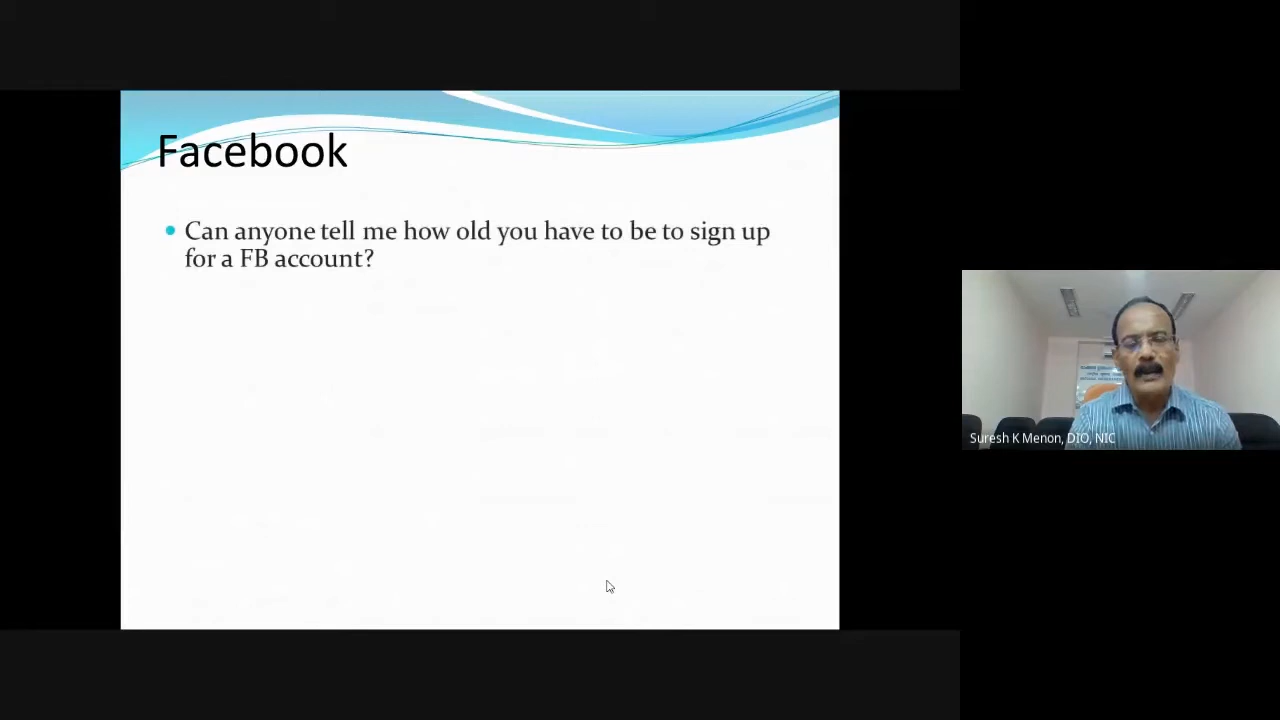 Facebook
Can anyone tell me how old you have to be to sign up
for a FB account?
Suresh K Menon, DIO, NIC